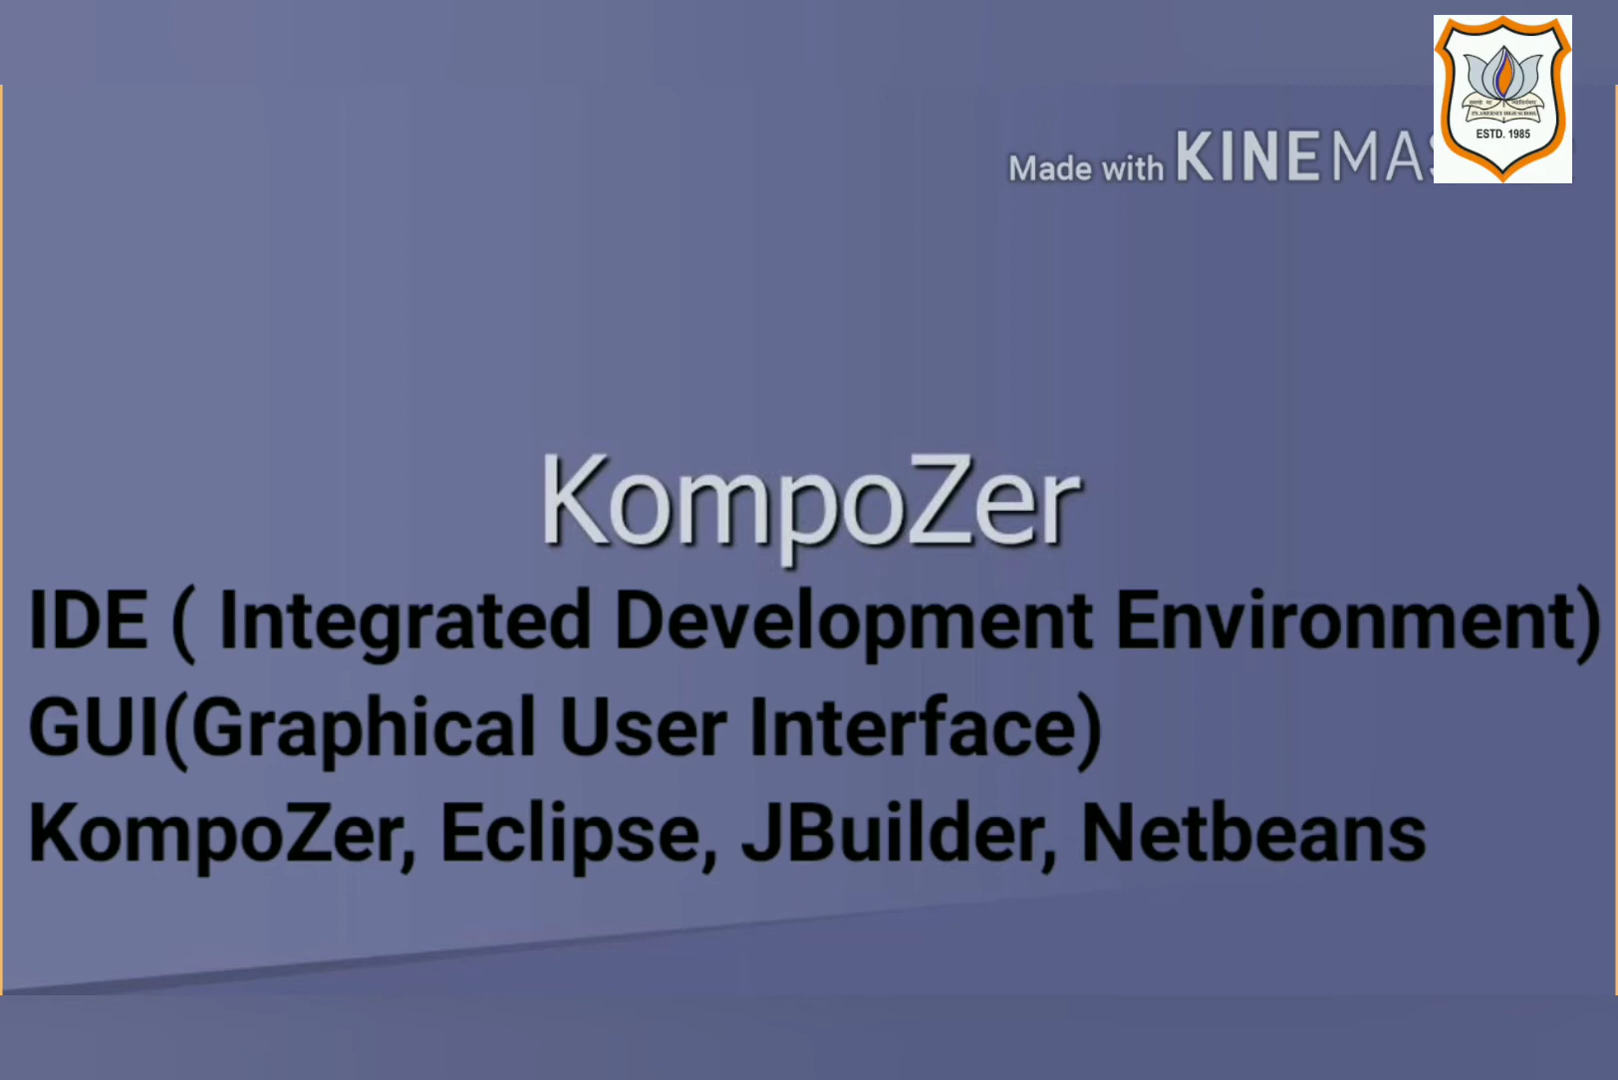 Made with KINEMAS
ESTD. 1985
KompoZer
IDE ( Integrated Development Environment)
GUI(Graphical User Interface)
KompoZer, Eclipse, JBuilder, Netbeans